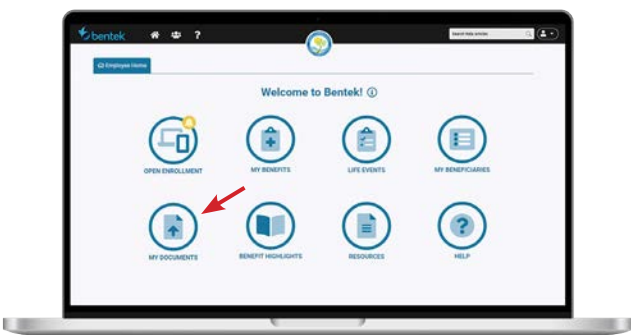 bentek ?
Search help articles
Employee Home
Welcome to Bentek!
OPEN ENROLLMENT MY BENEFITS LIFE EVENTS MY BENEFICIARIES
MY DOCUMENTS BENEFIT HIGHLIGHTS RESOURCES HELP